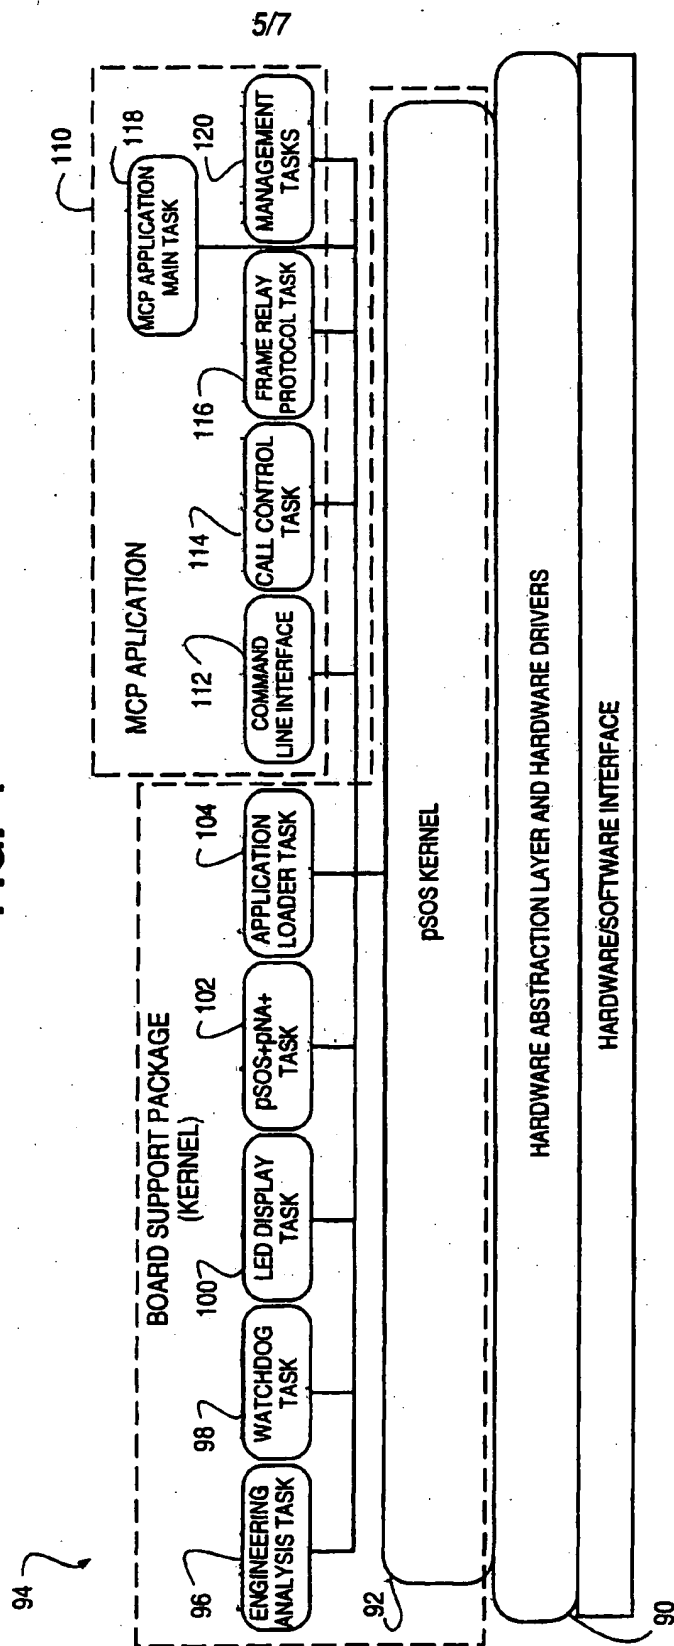 5/7
94
BOARD SUPPORT PACKAGE
(KERNEL)
96
ENGINEERING
ANALYSIS TASK
98
WATCHDOG
TASK
100
LED DISPLAY
TASK
102
pSOS+pNA+
TASK
104
APPLICATION
LOADER TASK
110
MCP APLICATION
112
COMMAND
LINE INTERFACE
114
CALL CONTROL
TASK
116
FRAME RELAY
PROTOCOL TASK
118
MCP APPLICATION
MAIN TASK
120
MANAGEMENT
TASKS
92
pSOS KERNEL
HARDWARE ABSTRACTION LAYER AND HARDWARE DRIVERS
HARDWARE/SOFTWARE INTERFACE
90